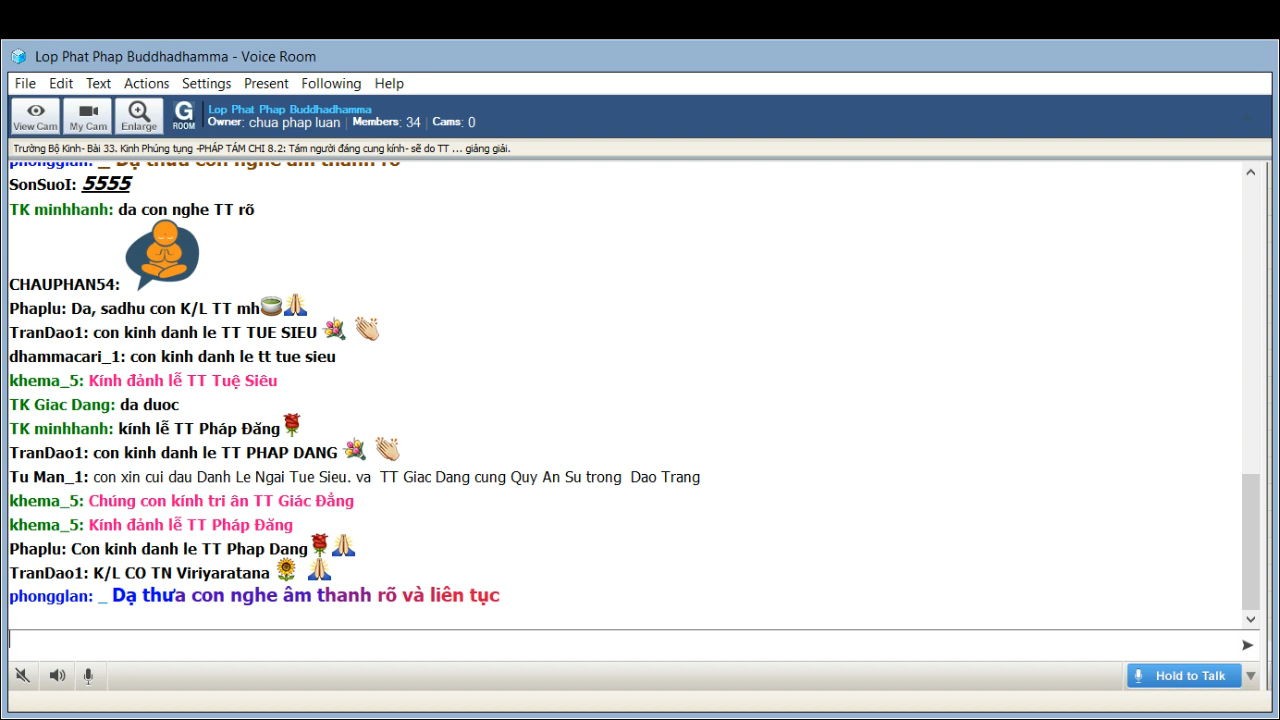 Lop Phat Phap Buddhadhamma - Voice Room
File Edit Text Actions Settings Present Following Help
View Cam My Cam Enlarge G ROOM Lop Phat Phap Buddhadhamma
Owner: chua phap luan | Members: 34 | Cams: 0
Trường Bộ Kinh- Bài 33. Kinh Phúng tụng -PHÁP TÁM CHI 8.2: Tám người đáng cung kính- sẽ do TT ... giảng giải.
phongglan: _ Dạ thưa con nghe âm thanh rõ
SonSuoI: 5555
TK minhhanh: da con nghe TT rõ
CHAUPHAN54:
Phaplu: Da, sadhu con K/L TT mh
TranDao1: con kinh danh le TT TUE SIEU
dhammacari_1: con kinh danh le tt tue sieu
khema_5: Kính đảnh lễ TT Tuệ Siêu
TK Giac Dang: da duoc
TK minhhanh: kính lễ TT Pháp Đăng
TranDao1: con kinh danh le TT PHAP DANG
Tu Man_1: con xin cui dau Danh Le Ngai Tue Sieu. va TT Giac Dang cung Quy An Su trong Dao Trang
khema_5: Chúng con kính tri ân TT Giác Đẳng
khema_5: Kính đảnh lễ TT Pháp Đăng
Phaplu: Con kinh danh le TT Phap Dang
TranDao1: K/L CO TN Viriyaratana
phongglan: _ Dạ thưa con nghe âm thanh rõ và liên tục
Hold to Talk